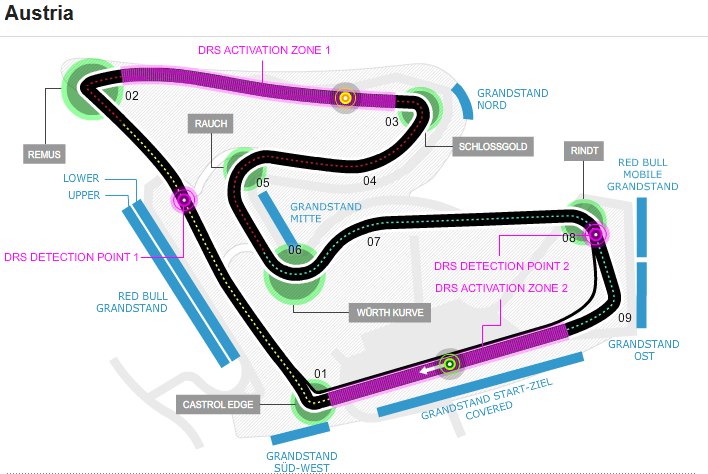 Austria
DRS ACTIVATION ZONE 1
02
GRANDSTAND
NORD
03
RAUCH
SCHLOSSGOLD
REMUS
RINDT
RED BULL
MOBILE
GRANDSTAND
LOWER
UPPER
05
04
GRANDSTAND
MITTE
06
07
08
DRS DETECTION POINT 1
DRS DETECTION POINT 2
DRS ACTIVATION ZONE 2
RED BULL
GRANDSTAND
WÜRTH KURVE
09
GRANDSTAND
OST
01
CASTROL EDGE
GRANDSTAND START-ZIEL
COVERED
GRANDSTAND
SÜD-WEST